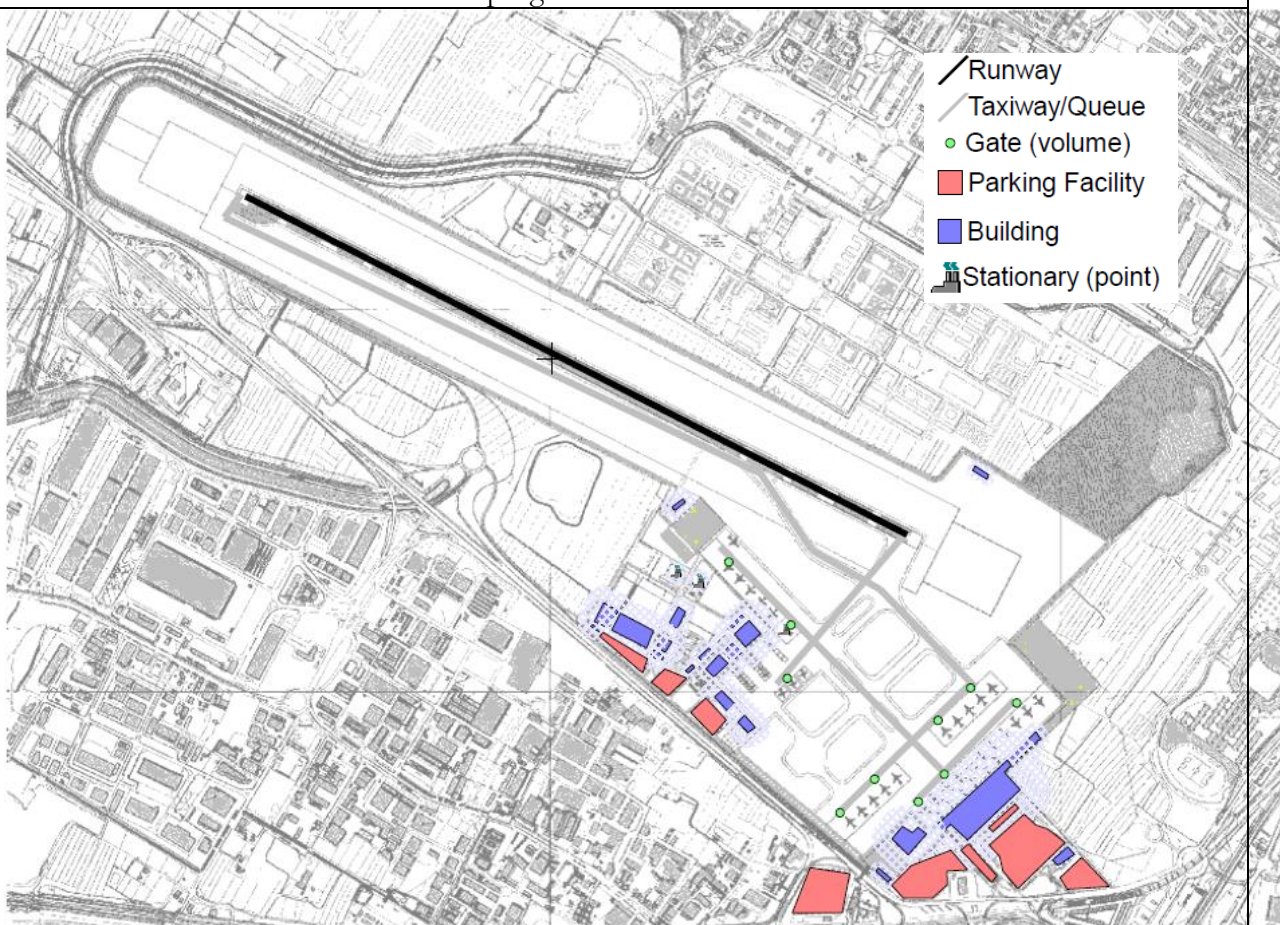 Runway
Taxiway/Queue
Gate (volume)
Parking Facility
Building
Stationary (point)